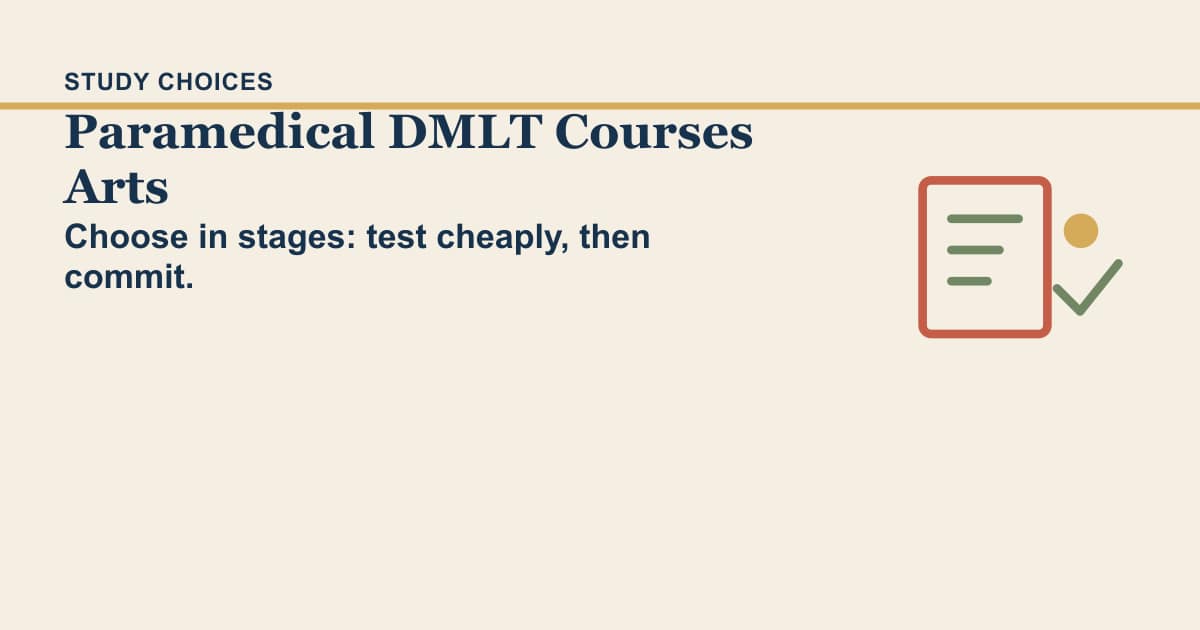 STUDY CHOICES
Paramedical DMLT Courses
Arts
Choose in stages: test cheaply, then
commit.